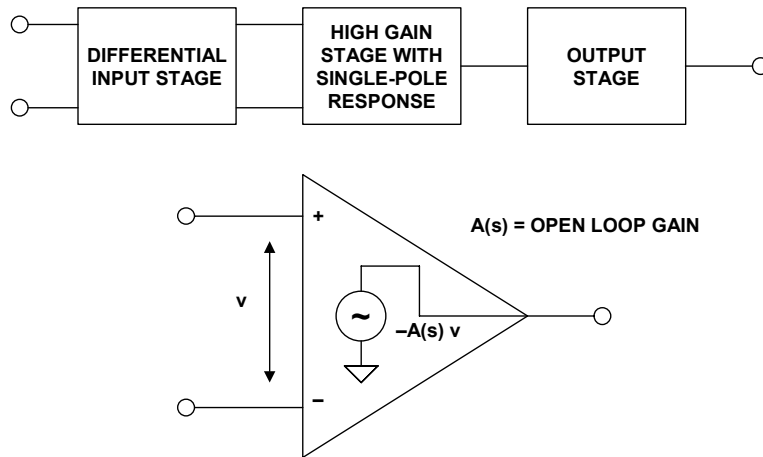 DIFFERENTIAL
INPUT STAGE
HIGH GAIN
STAGE WITH
SINGLE-POLE
RESPONSE
OUTPUT
STAGE
+
A(s) = OPEN LOOP GAIN
v
~
–A(s) v
–